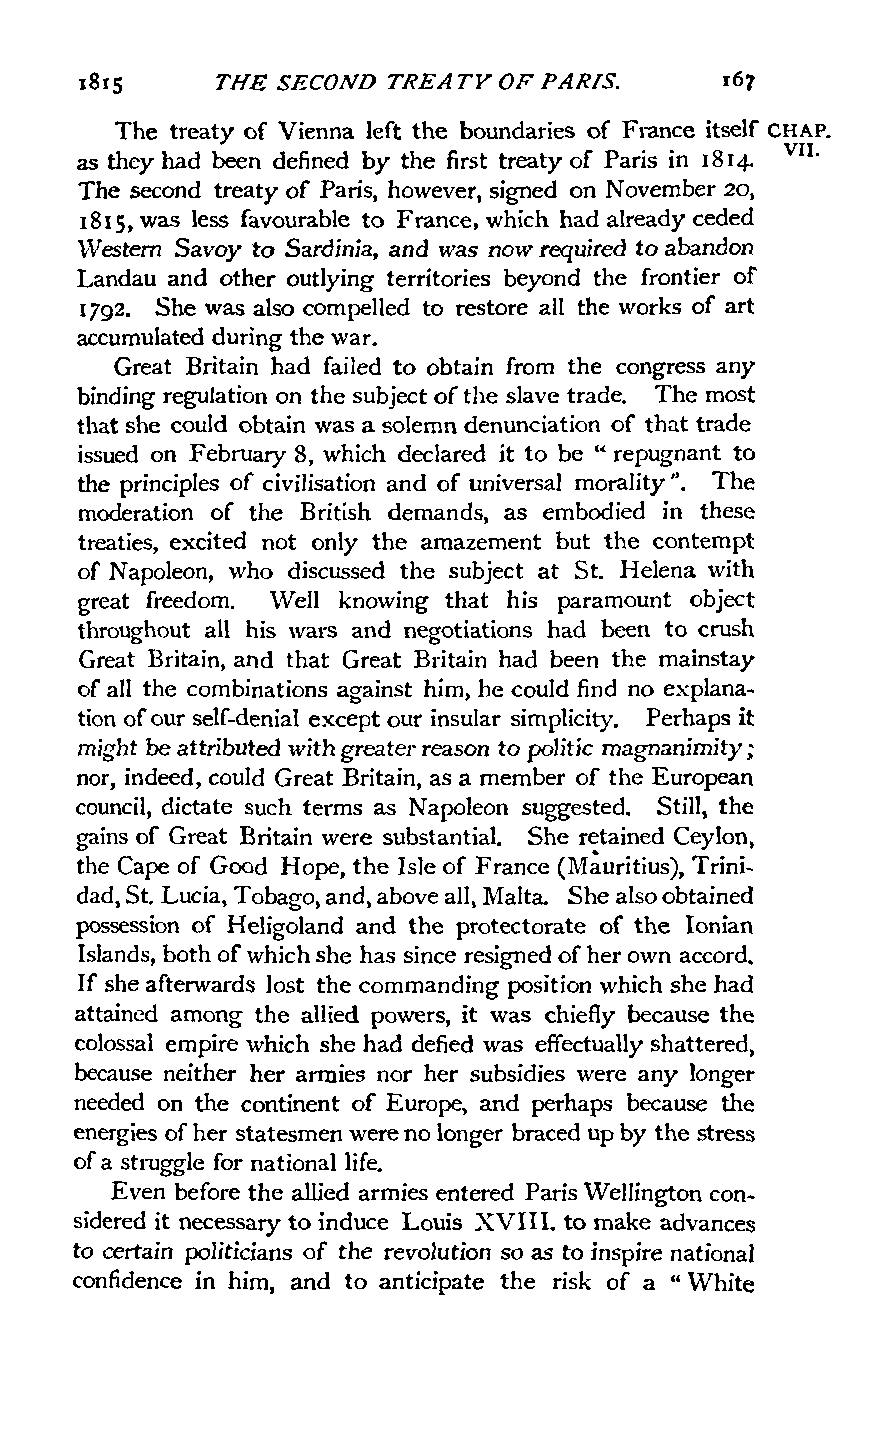 1815 THE SECOND TREATY OF PARIS. 167
The treaty of Vienna left the boundaries of France itself CHAP.
as they had been defined by the first treaty of Paris in 1814. VII.
The second treaty of Paris, however, signed on November 20,
1815, was less favourable to France, which had already ceded
Western Savoy to Sardinia, and was now required to abandon
Landau and other outlying territories beyond the frontier of
1792. She was also compelled to restore all the works of art
accumulated during the war.
Great Britain had failed to obtain from the congress any
binding regulation on the subject of the slave trade. The most
that she could obtain was a solemn denunciation of that trade
issued on February 8, which declared it to be " repugnant to
the principles of civilisation and of universal morality ". The
moderation of the British demands, as embodied in these
treaties, excited not only the amazement but the contempt
of Napoleon, who discussed the subject at St. Helena with
great freedom. Well knowing that his paramount object
throughout all his wars and negotiations had been to crush
Great Britain, and that Great Britain had been the mainstay
of all the combinations against him, he could find no explana-
tion of our self-denial except our insular simplicity. Perhaps it
might be attributed with greater reason to politic magnanimity;
nor, indeed, could Great Britain, as a member of the European
council, dictate such terms as Napoleon suggested. Still, the
gains of Great Britain were substantial. She retained Ceylon,
the Cape of Good Hope, the Isle of France (Mauritius), Trini-
dad, St. Lucia, Tobago, and, above all, Malta. She also obtained
possession of Heligoland and the protectorate of the Ionian
Islands, both of which she has since resigned of her own accord.
If she afterwards lost the commanding position which she had
attained among the allied powers, it was chiefly because the
colossal empire which she had defied was effectually shattered,
because neither her armies nor her subsidies were any longer
needed on the continent of Europe, and perhaps because the
energies of her statesmen were no longer braced up by the stress
of a struggle for national life.
Even before the allied armies entered Paris Wellington con-
sidered it necessary to induce Louis XVIII. to make advances
to certain politicians of the revolution so as to inspire national
confidence in him, and to anticipate the risk of a " White